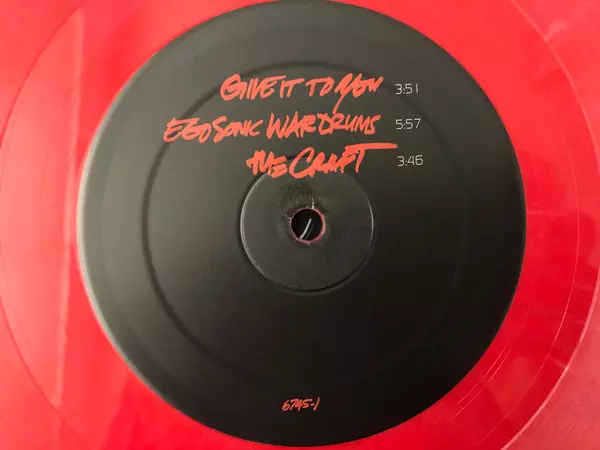 GIVE IT TO YOU 3:51
EGOSONIC WAR DRUMS 5:57
THE CRAFT 3:46
6745-1